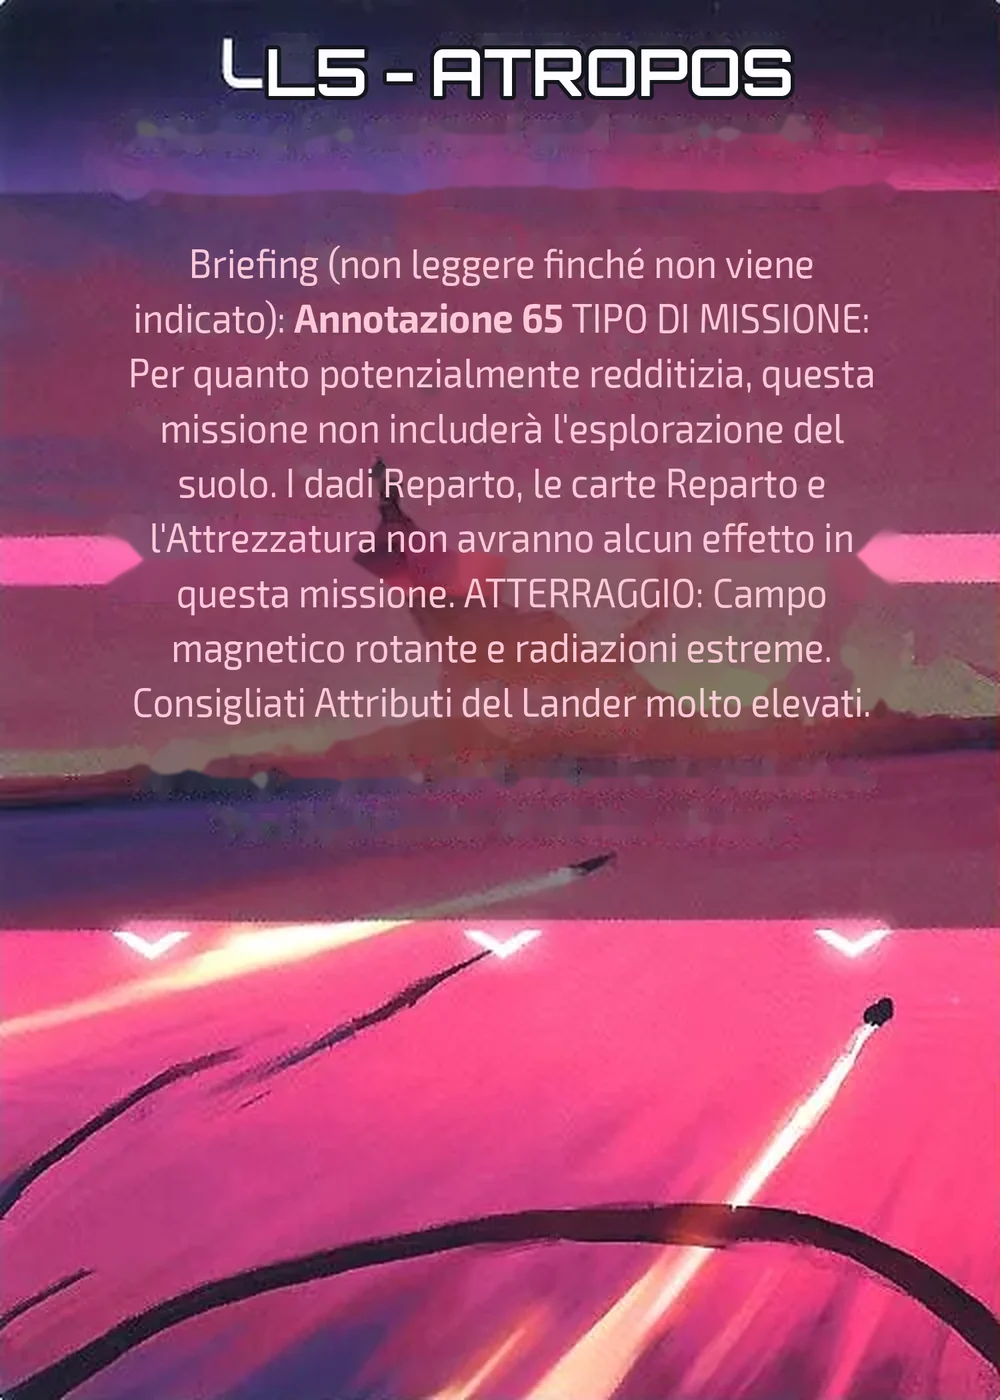 L5 - ATROPOS
Briefing (non leggere finché non viene
indicato): Annotazione 65 TIPO DI MISSIONE:
Per quanto potenzialmente redditizia, questa
missione non includerà l'esplorazione del
suolo. I dadi Reparto, le carte Reparto e
l'Attrezzatura non avranno alcun effetto in
questa missione. ATTERRAGGIO: Campo
magnetico rotante e radiazioni estreme.
Consigliati Attributi del Lander molto elevati.